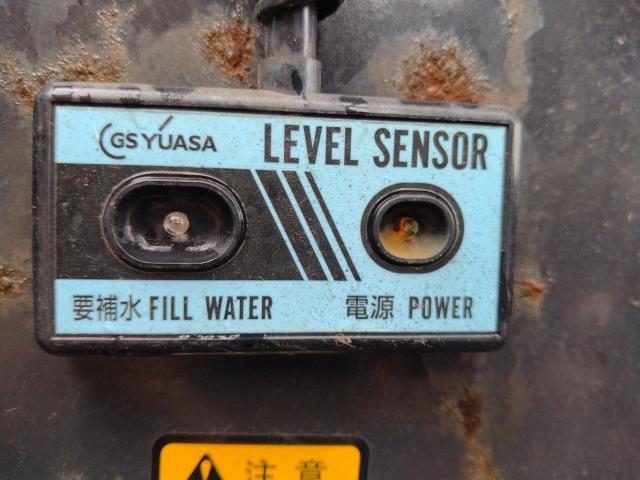 GS YUASA LEVEL SENSOR
要補水 FILL WATER 電源 POWER
注意